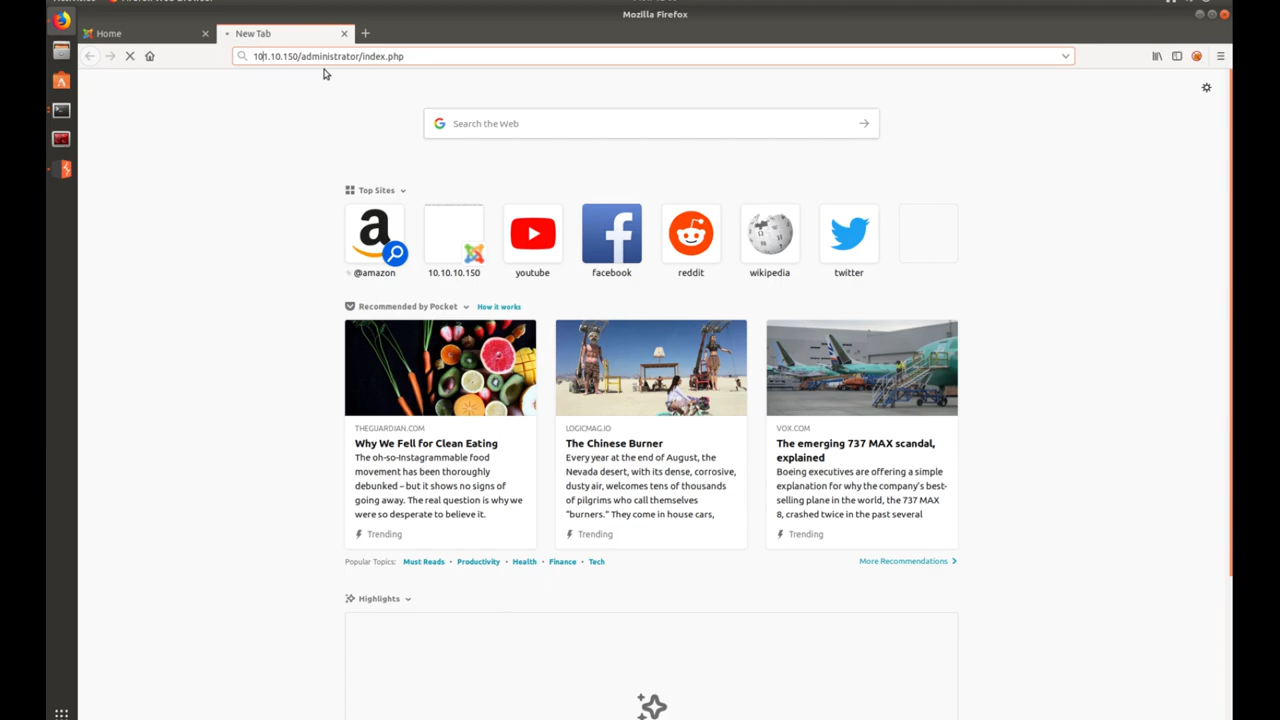 Mozilla Firefox
Home
New Tab
101.10.150/administrator/index.php
Search the Web
Top Sites
@amazon
10.10.10.150
youtube
facebook
reddit
wikipedia
twitter
Recommended by Pocket
How it works
THEGUARDIAN.COM
Why We Fell for Clean Eating
The oh-so-Instagrammable food
movement has been thoroughly
debunked – but it shows no signs of
going away. The real question is why we
were so desperate to believe it.
Trending
LOGICMAG.IO
The Chinese Burner
Every year at the end of August, the
Nevada desert, with its dense, corrosive,
dusty air, welcomes tens of thousands
of pilgrims who call themselves
“burners.” They come in house cars,
Trending
VOX.COM
The emerging 737 MAX scandal,
explained
Boeing executives are offering a simple
explanation for why the company’s best-
selling plane in the world, the 737 MAX
8, crashed twice in the past several
Trending
Popular Topics: Must Reads • Productivity • Health • Finance • Tech
More Recommendations
Highlights